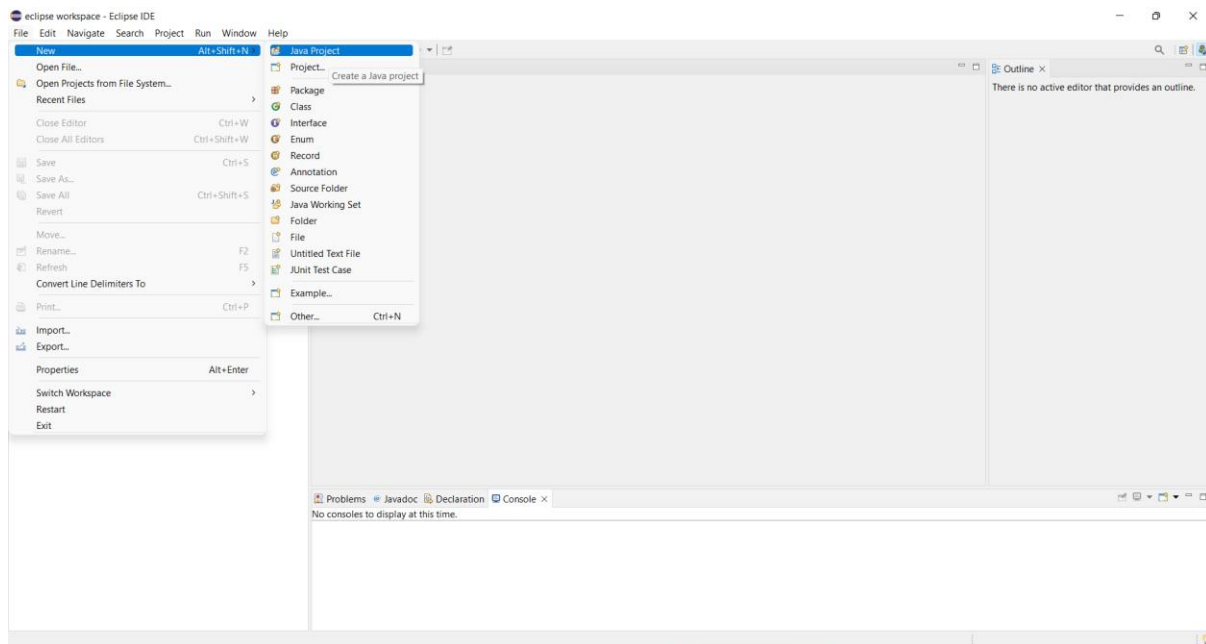 eclipse workspace - Eclipse IDE
File Edit Navigate Search Project Run Window Help
New Alt+Shift+N >
Open File...
Open Projects from File System...
Recent Files >
Close Editor Ctrl+W
Close All Editors Ctrl+Shift+W
Save Ctrl+S
Save As...
Save All Ctrl+Shift+S
Revert
Move...
Rename... F2
Refresh F5
Convert Line Delimiters To >
Print... Ctrl+P
Import...
Export...
Properties Alt+Enter
Switch Workspace >
Restart
Exit
Java Project
Project...
Create a Java project
Package
Class
Interface
Enum
Record
Annotation
Source Folder
Java Working Set
Folder
File
Untitled Text File
JUnit Test Case
Example...
Other... Ctrl+N
Outline
There is no active editor that provides an outline.
Problems Javadoc Declaration Console
No consoles to display at this time.